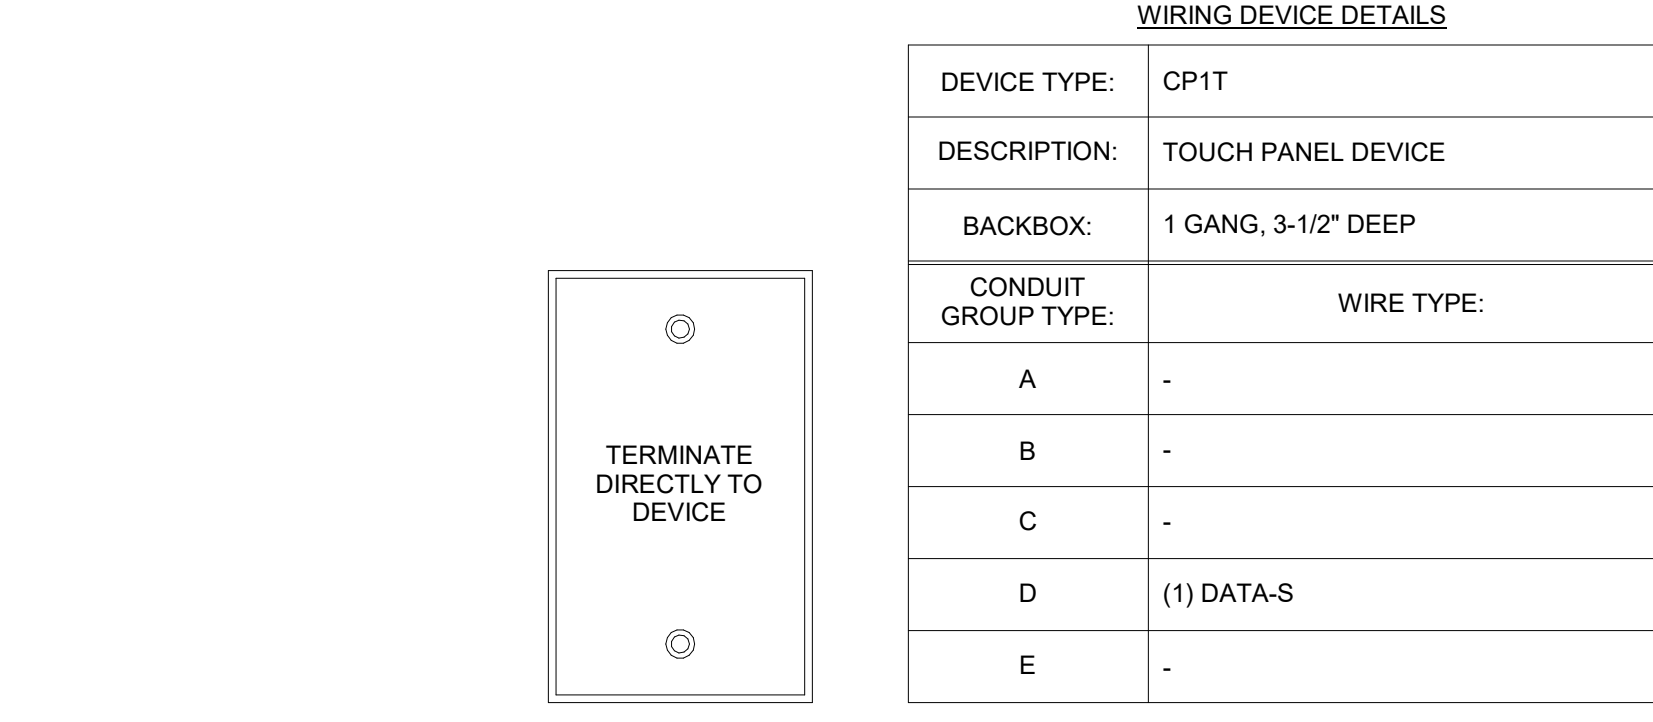 WIRING DEVICE DETAILS
DEVICE TYPE: CP1T
DESCRIPTION: TOUCH PANEL DEVICE
BACKBOX: 1 GANG, 3-1/2" DEEP
CONDUIT
GROUP TYPE:
WIRE TYPE:
A -
B -
C -
D (1) DATA-S
E -
TERMINATE
DIRECTLY TO
DEVICE